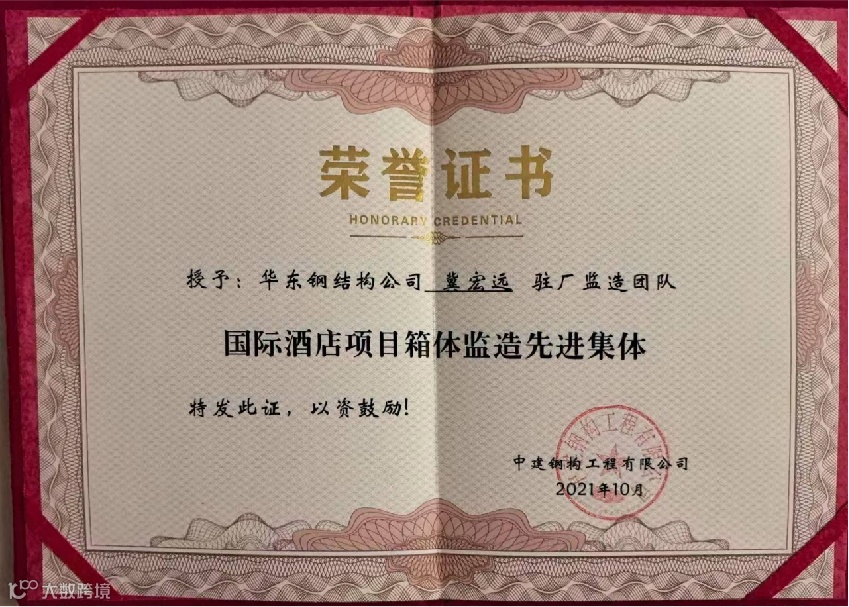 荣誉证书
HONORARY CREDENTIAL
授予：华东钢结构公司 冀宏远 驻厂监造团队
国际酒店项目箱体监造先进集体
特发此证，以资鼓励！
中建钢构工程有限公司
2021年10月
大数跨境